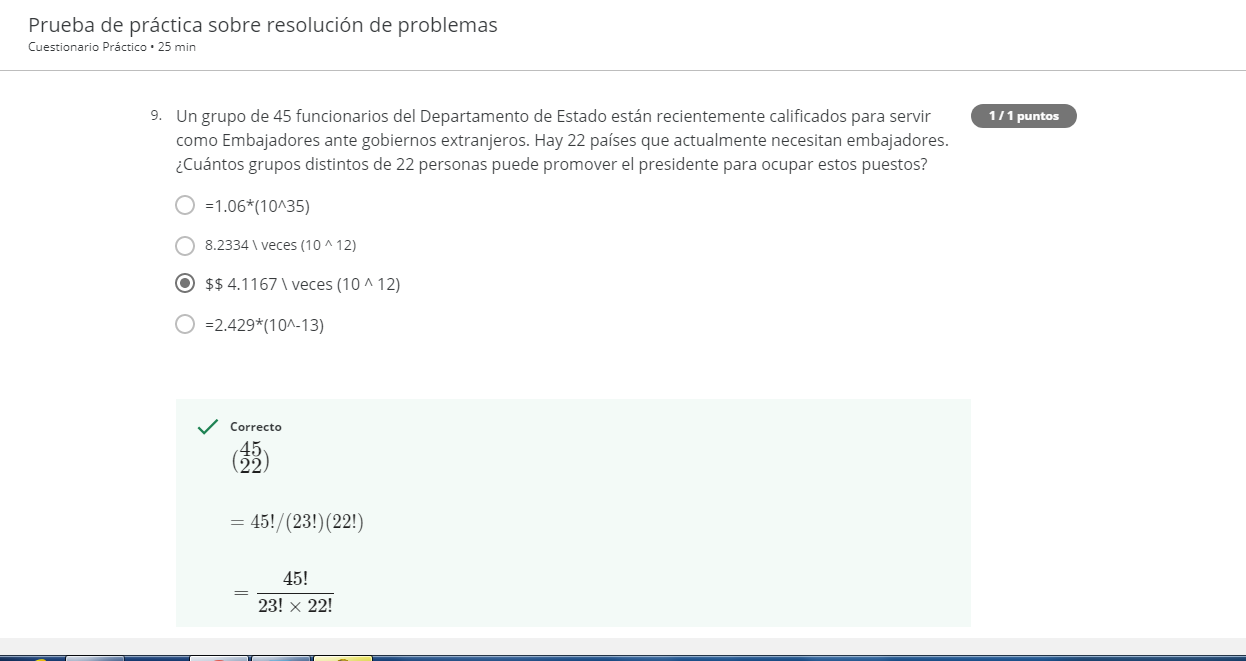 Prueba de práctica sobre resolución de problemas
Cuestionario Práctico • 25 min
9. Un grupo de 45 funcionarios del Departamento de Estado están recientemente calificados para servir
1 / 1 puntos
como Embajadores ante gobiernos extranjeros. Hay 22 países que actualmente necesitan embajadores.
¿Cuántos grupos distintos de 22 personas puede promover el presidente para ocupar estos puestos?
=1.06*(10^35)
8.2334 \ veces (10 ^ 12)
$$ 4.1167 \ veces (10 ^ 12)
=2.429*(10^-13)
Correcto
(45
22)
= 45!/(23!)(22!)
= 45!
23! × 22!